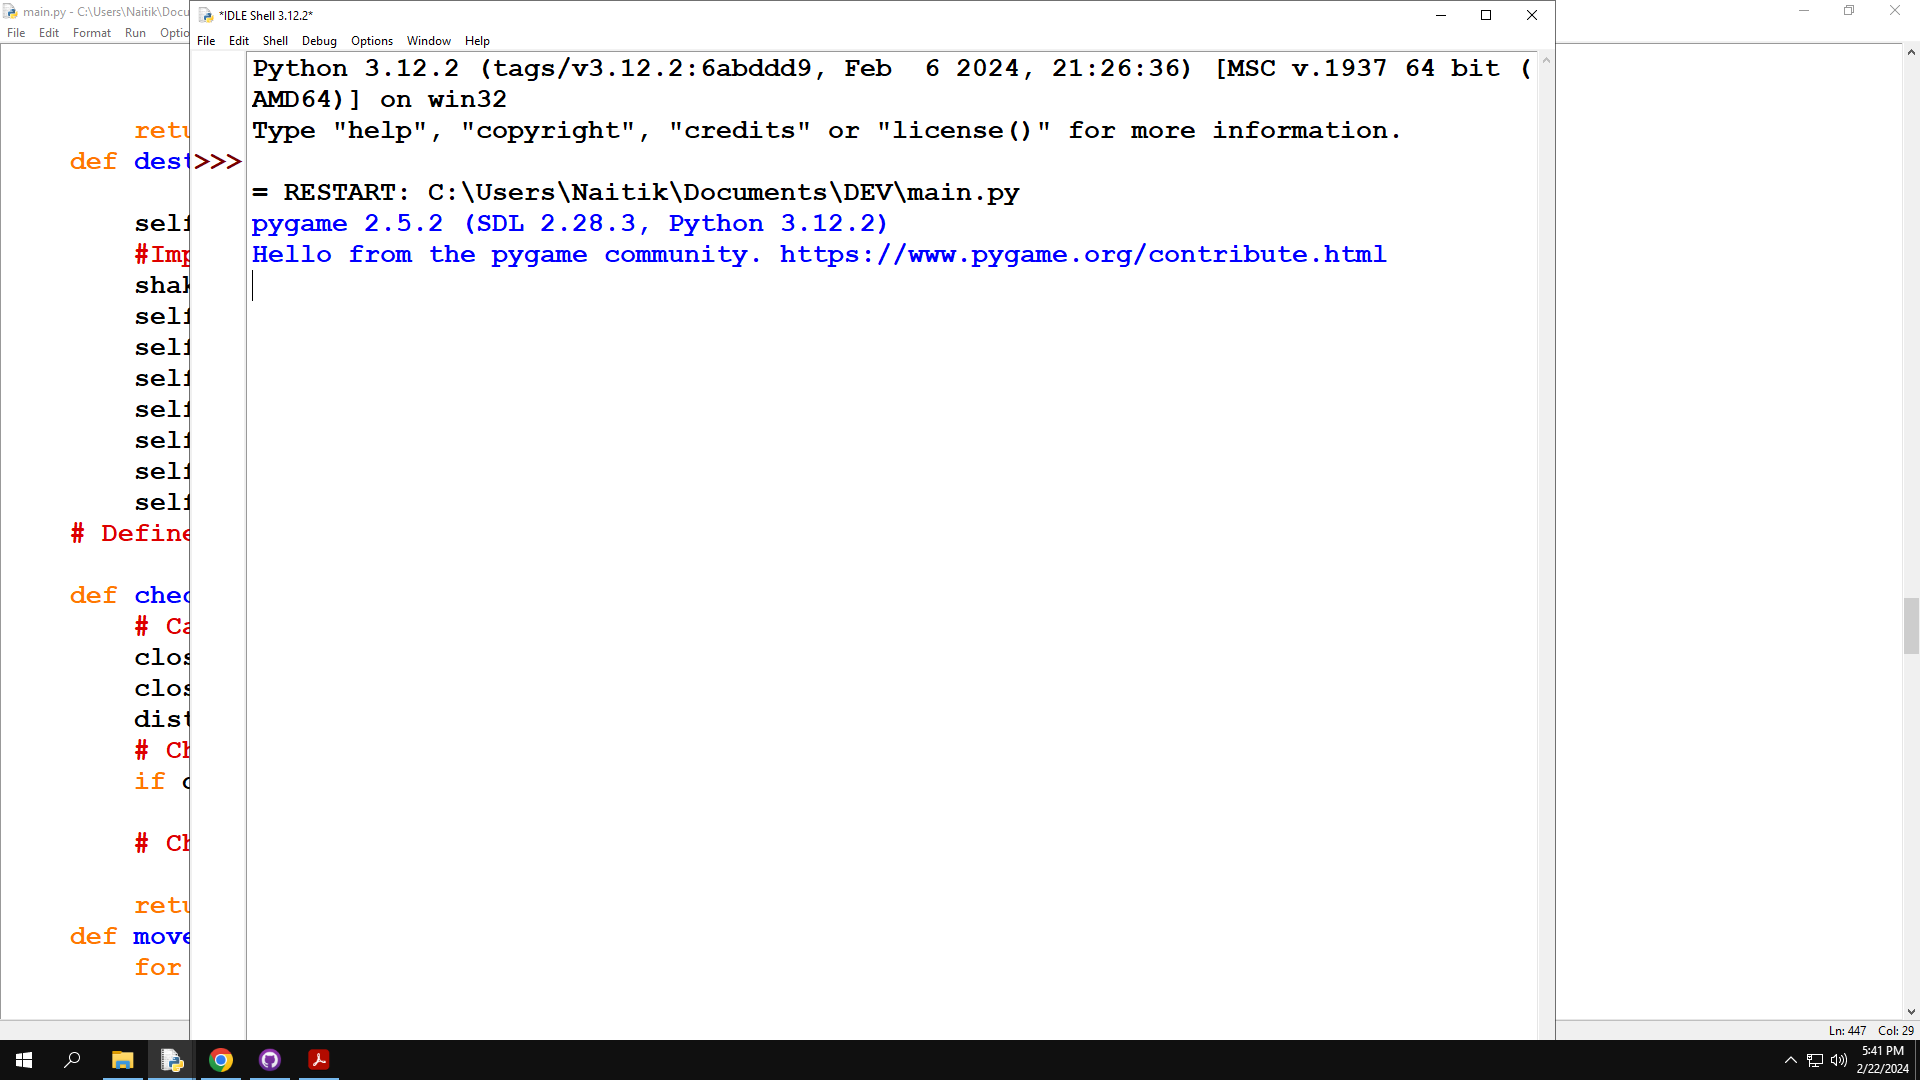 main.py - C:\Users\Naitik\Docu
File Edit Format Run Optio
*IDLE Shell 3.12.2*
File Edit Shell Debug Options Window Help
Python 3.12.2 (tags/v3.12.2:6abddd9, Feb  6 2024, 21:26:36) [MSC v.1937 64 bit (
AMD64)] on win32
Type "help", "copyright", "credits" or "license()" for more information.
>>>
= RESTART: C:\Users\Naitik\Documents\DEV\main.py
pygame 2.5.2 (SDL 2.28.3, Python 3.12.2)
Hello from the pygame community. https://www.pygame.org/contribute.html
retu
def dest
self
#Imp
shak
self
self
self
self
self
self
self
# Define
def chec
# Ca
clos
clos
dist
# Ch
if
# Ch
retu
def move
for
Ln: 447 Col: 29
5:41 PM
2/22/2024